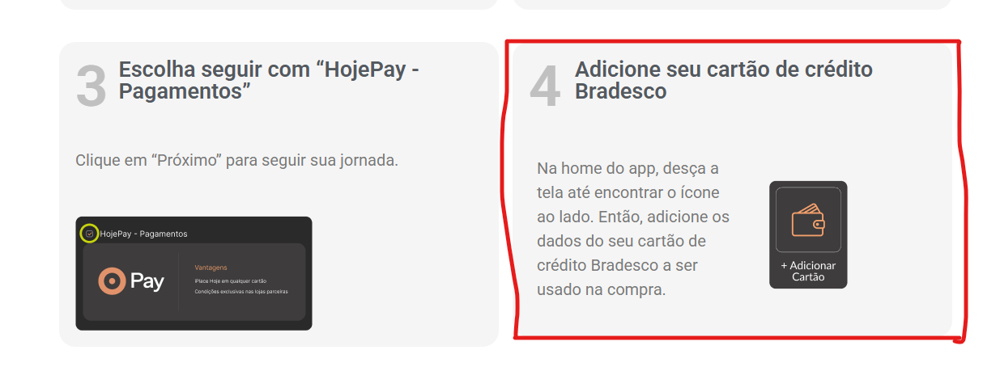 3
Escolha seguir com “HojePay -
Pagamentos”
Clique em “Próximo” para seguir sua jornada.
HojePay - Pagamentos
Pay
Vantagens
iPlace Hoje em qualquer cartão
Condições exclusivas nas lojas parceiras
4
Adicione seu cartão de crédito
Bradesco
Na home do app, desça a
tela até encontrar o ícone
ao lado. Então, adicione os
dados do seu cartão de
crédito Bradesco a ser
usado na compra.
+ Adicionar
Cartão